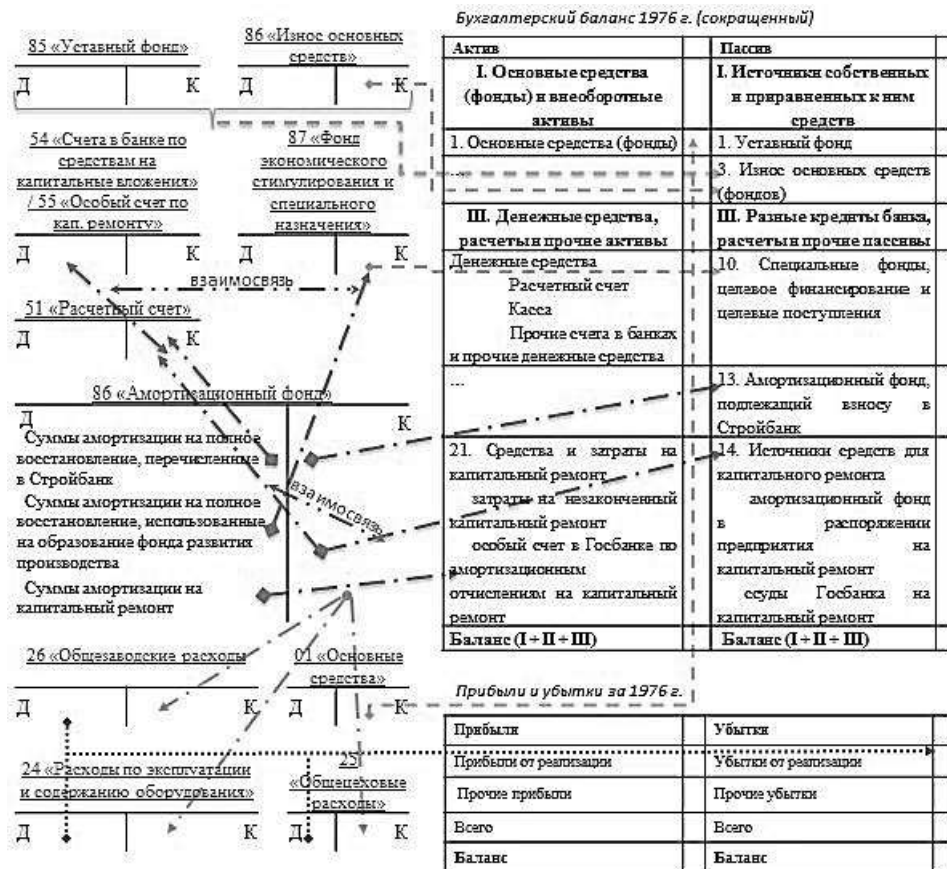 85 «Уставный фонд»
Д К
86 «Износ основных
средств»
Д К
54 «Счета в банке по
средствам на
капитальные вложения»
/ 55 «Особый счет по
кап. ремонту»
Д К
87 «Фонд
экономического
стимулирования и
специального
назначения»
Д К
взаимосвязь
51 «Расчетный счет»
Д К
86 «Амортизационный фонд»
Д К
Суммы амортизации на полное
восстановление, перечисленные
в Стройбанк
Суммы амортизации на полное
восстановление, использованные
на образование фонда развития
производства
Суммы амортизации на
капитальный ремонт
взаимосвязь
26 «Общезаводские расходы
Д К
01 «Основные
средства»
Д К
24 «Расходы по эксплуатации
и содержанию оборудования»
Д К
25
«Общецеховые
расходы»
Д К
Бухгалтерский баланс 1976 г. (сокращенный)
Актив Пассив
I. Основные средства
(фонды) и внеоборотные
активы
I. Источники собственных
и приравненных к ним
средств
1. Основные средства (фонды)
1. Уставный фонд
...
3. Износ основных средств
(фондов)
III. Денежные средства,
расчеты и прочие активы
III. Разные кредиты банка,
расчеты и прочие пассивы
Денежные средства
Расчетный счет
Касса
Прочие счета в банках
и прочие денежные средства
10. Специальные фонды,
целевое финансирование и
целевые поступления
...
13. Амортизационный фонд,
подлежащий взносу в
Стройбанк
21. Средства и затраты на
капитальный ремонт
затраты на незаконченный
капитальный ремонт
особый счет в Госбанке по
амортизационным
отчислениям на капитальный
ремонт
14. Источники средств для
капитального ремонта
амортизационный фонд
в распоряжении
предприятия на
капитальный ремонт
ссуды Госбанка на
капитальный ремонт
Баланс (I + II + III) Баланс (I + II + III)
Прибыли и убытки за 1976 г.
Прибыли Убытки
Прибыли от реализации Убытки от реализации
Прочие прибыли Прочие убытки
Всего Всего
Баланс Баланс